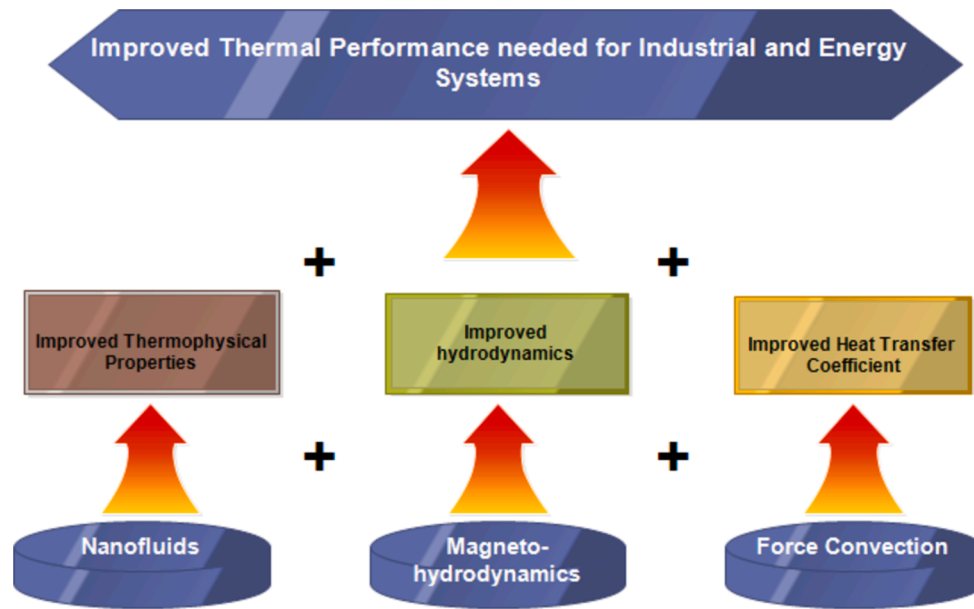 Improved Thermal Performance needed for Industrial and Energy
Systems
+
+
Improved Thermophysical
Properties
Improved
hydrodynamics
Improved Heat Transfer
Coefficient
+
+
Nanofluids
Magneto-
hydrodynamics
Force Convection